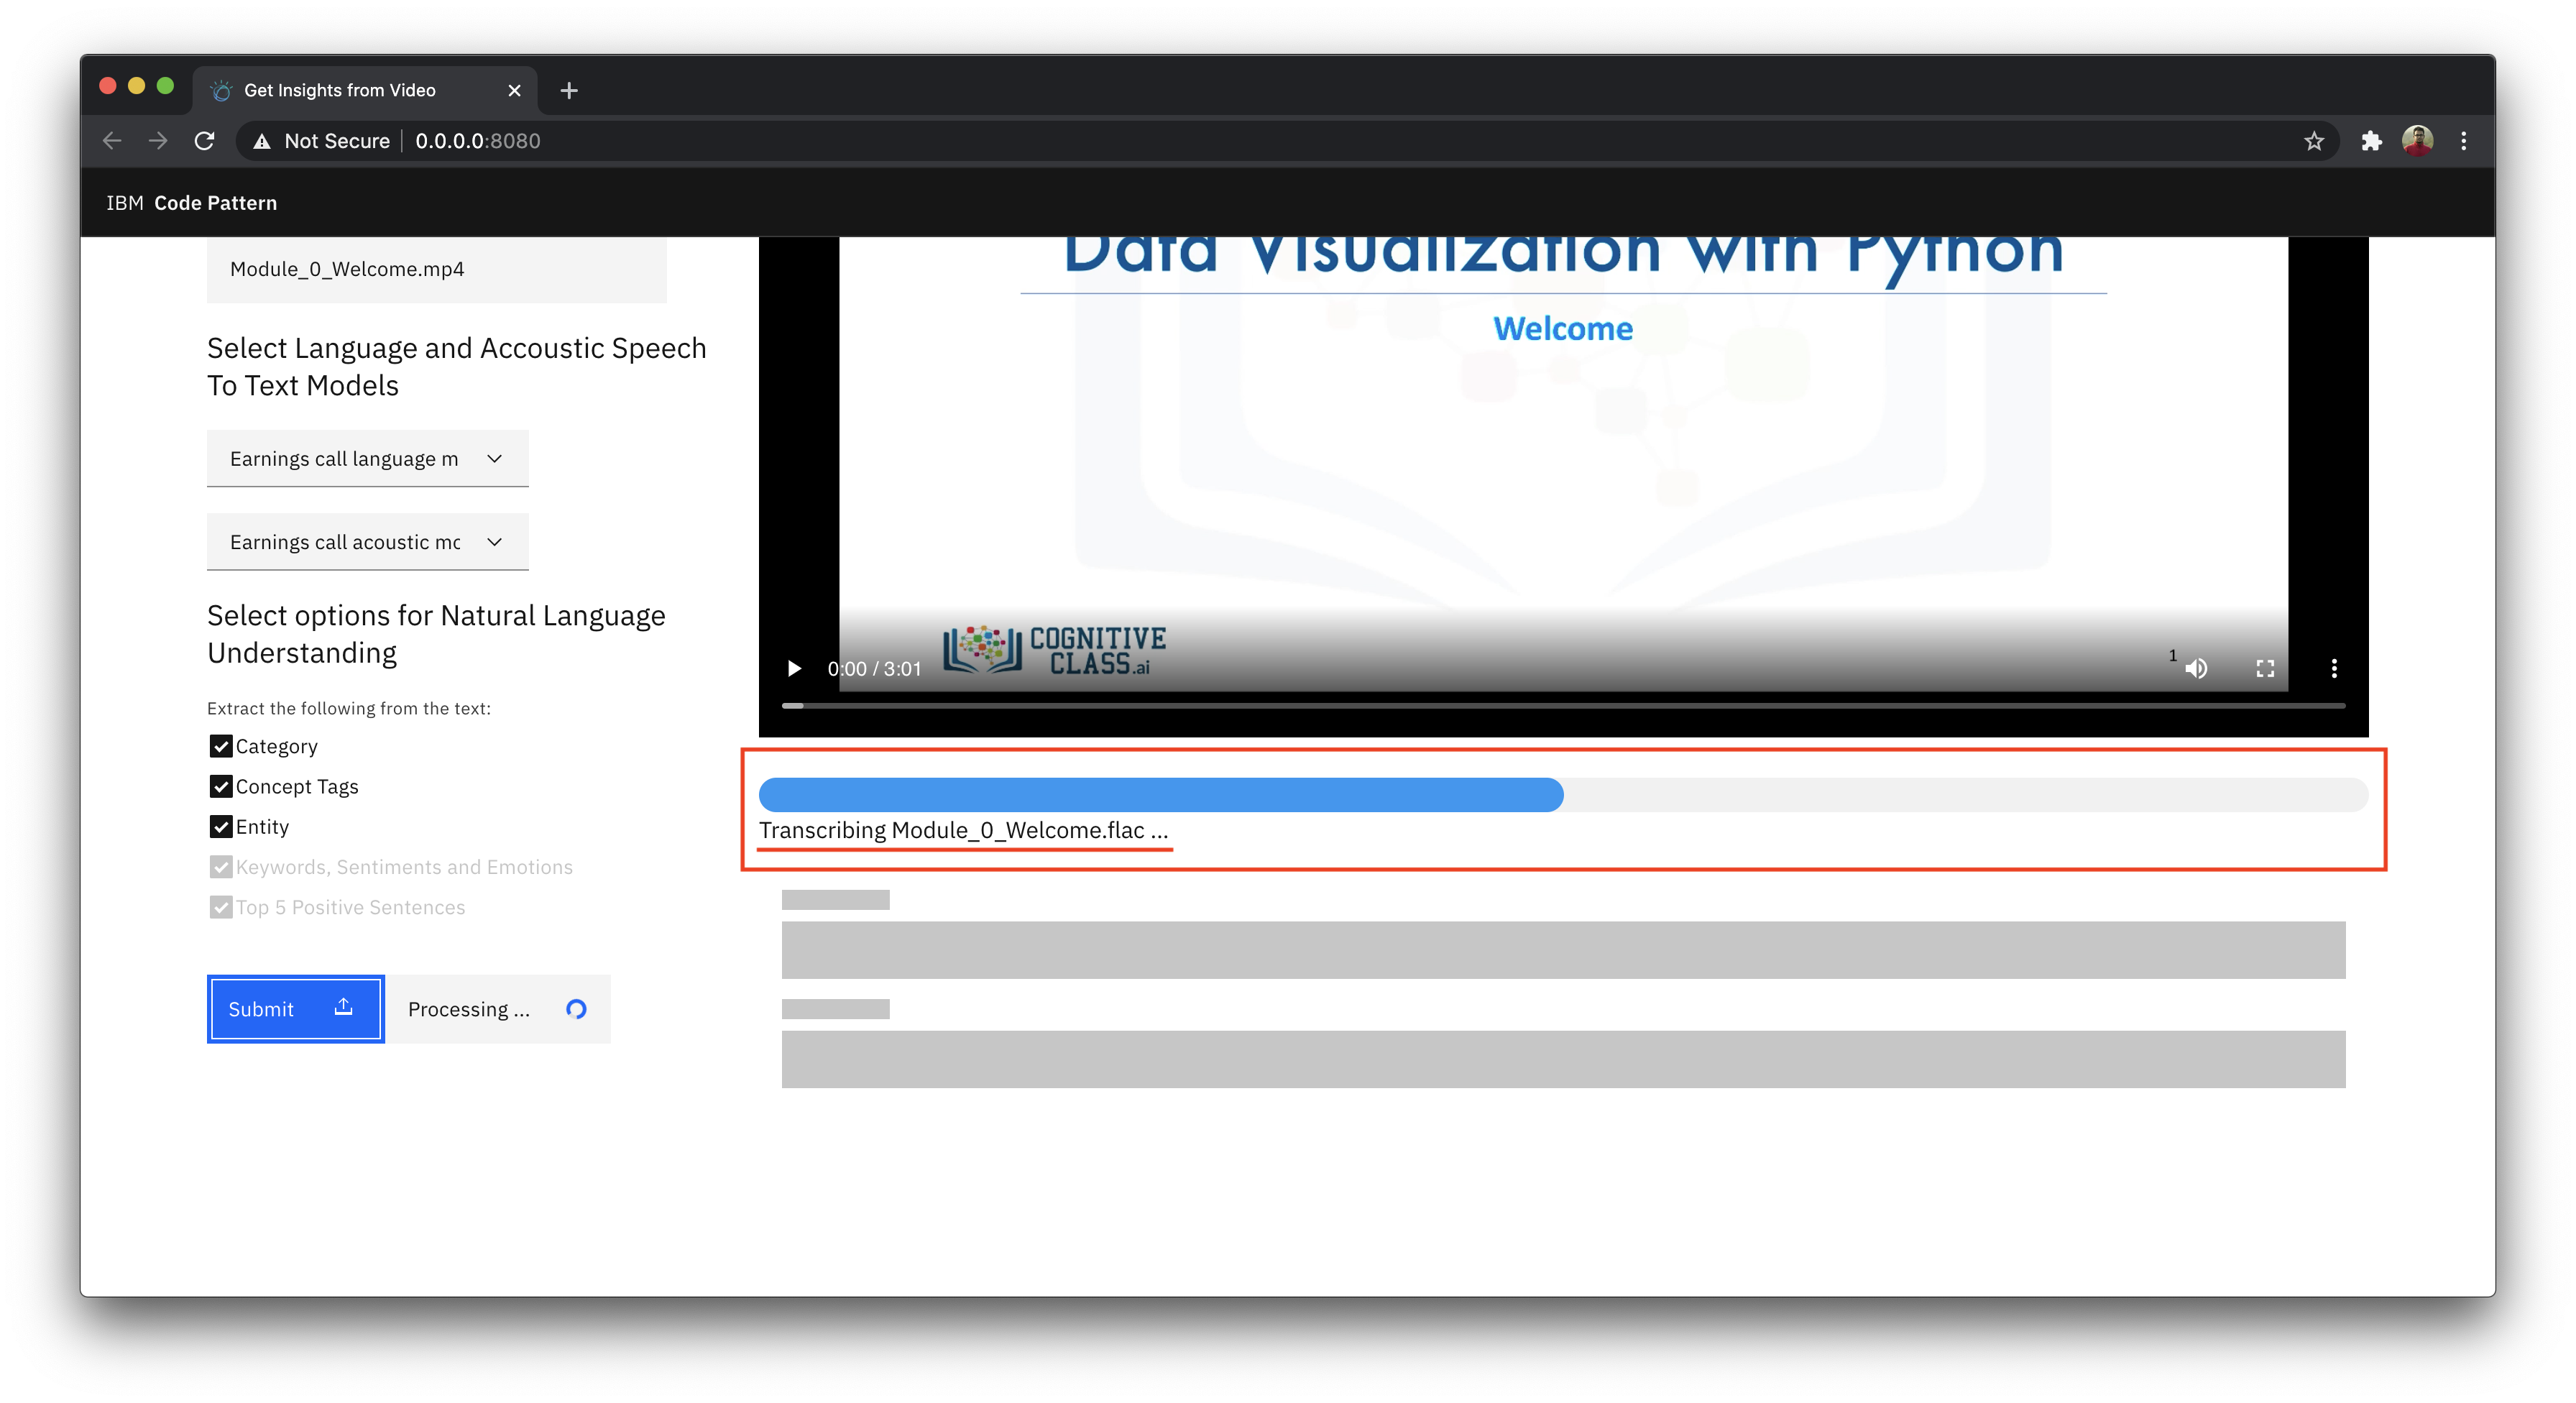 Get Insights from Video
Not Secure 0.0.0.0:8080
IBM Code Pattern
Module_0_Welcome.mp4
Select Language and Accoustic Speech
To Text Models
Earnings call language m
Earnings call acoustic mo
Select options for Natural Language
Understanding
Extract the following from the text:
Category
Concept Tags
Entity
Keywords, Sentiments and Emotions
Top 5 Positive Sentences
Submit
Processing ...
Data Visualization with Python
Welcome
COGNITIVE
CLASS.ai
0:00 / 3:01
1
Transcribing Module_0_Welcome.flac ...